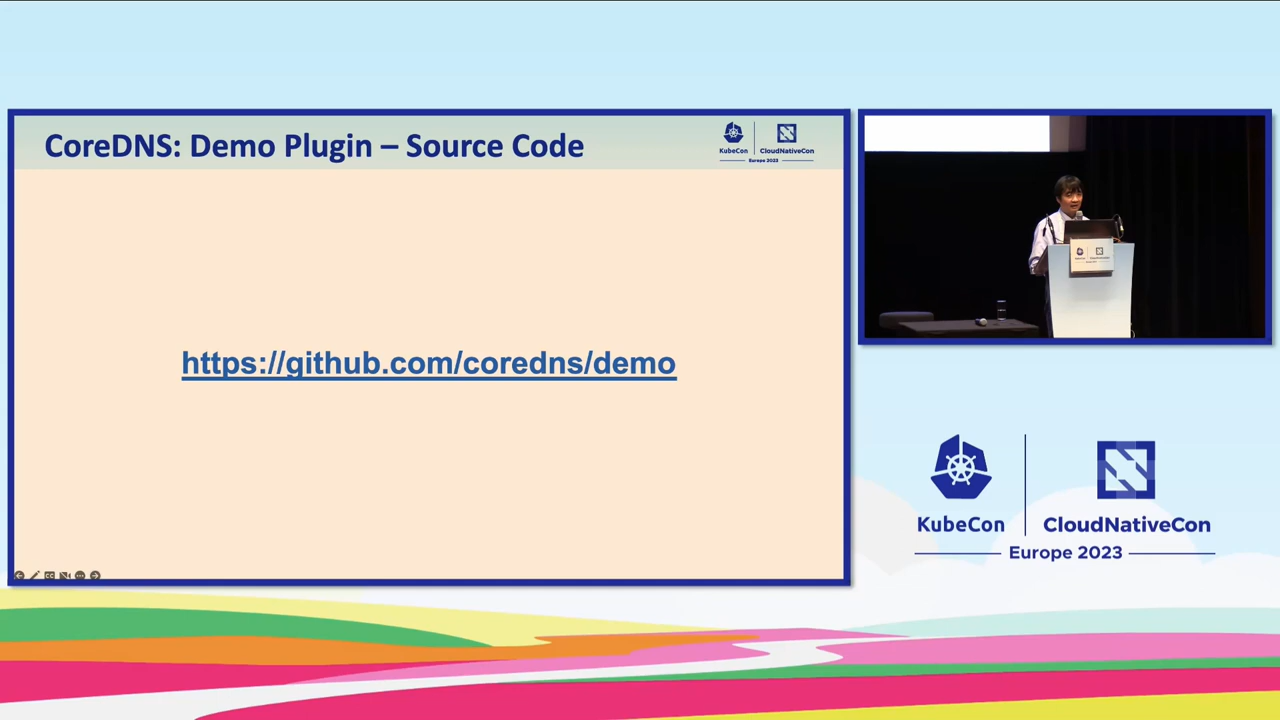 CoreDNS: Demo Plugin – Source Code
KubeCon
CloudNativeCon
Europe 2023
https://github.com/coredns/demo
KubeCon
CloudNativeCon
Europe 2023